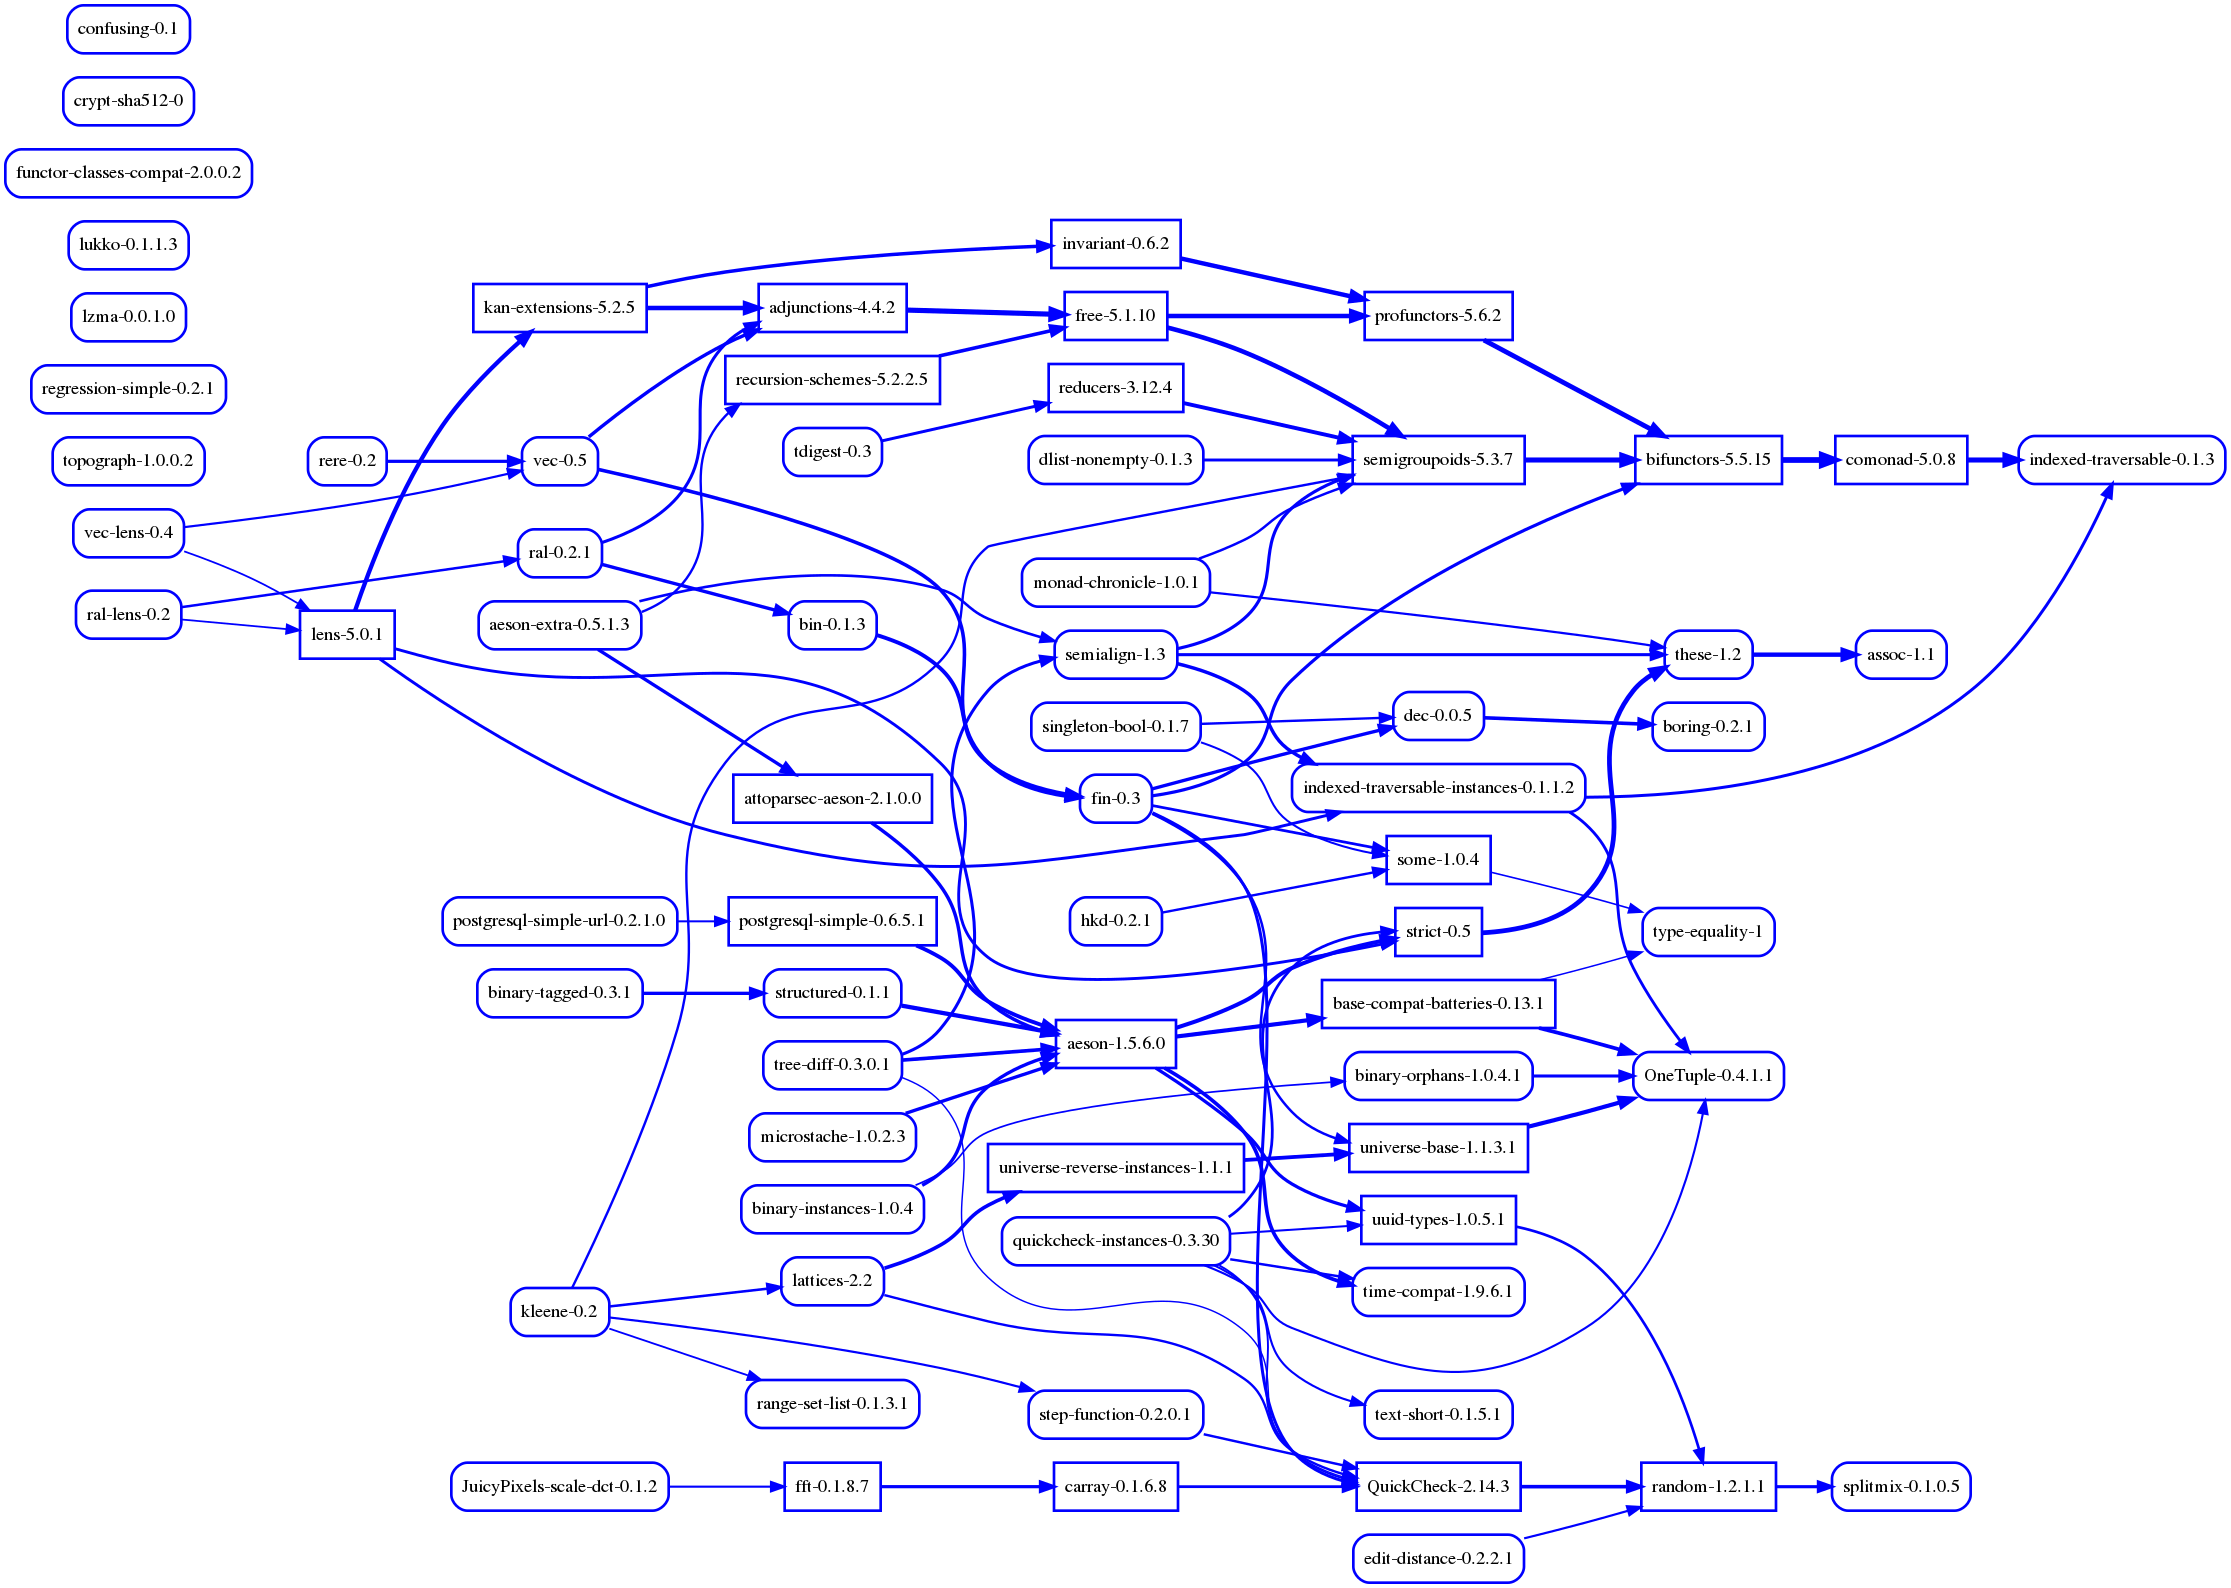 confusing-0.1
crypt-sha512-0
functor-classes-compat-2.0.0.2
lukko-0.1.1.3
invariant-0.6.2
lzma-0.0.1.0
kan-extensions-5.2.5
adjunctions-4.4.2
free-5.1.10
profunctors-5.6.2
regression-simple-0.2.1
recursion-schemes-5.2.2.5
reducers-3.12.4
topograph-1.0.0.2
rere-0.2
vec-0.5
tdigest-0.3
dlist-nonempty-0.1.3
semigroupoids-5.3.7
bifunctors-5.5.15
comonad-5.0.8
indexed-traversable-0.1.3
vec-lens-0.4
ral-0.2.1
monad-chronicle-1.0.1
ral-lens-0.2
lens-5.0.1
aeson-extra-0.5.1.3
bin-0.1.3
semialign-1.3
these-1.2
assoc-1.1
singleton-bool-0.1.7
dec-0.0.5
boring-0.2.1
attoparsec-aeson-2.1.0.0
fin-0.3
indexed-traversable-instances-0.1.1.2
some-1.0.4
postgresql-simple-url-0.2.1.0
postgresql-simple-0.6.5.1
hkd-0.2.1
strict-0.5
type-equality-1
binary-tagged-0.3.1
structured-0.1.1
base-compat-batteries-0.13.1
tree-diff-0.3.0.1
aeson-1.5.6.0
binary-orphans-1.0.4.1
OneTuple-0.4.1.1
microstache-1.0.2.3
universe-reverse-instances-1.1.1
universe-base-1.1.3.1
binary-instances-1.0.4
quickcheck-instances-0.3.30
uuid-types-1.0.5.1
lattices-2.2
time-compat-1.9.6.1
kleene-0.2
range-set-list-0.1.3.1
step-function-0.2.0.1
text-short-0.1.5.1
JuicyPixels-scale-dct-0.1.2
fft-0.1.8.7
carray-0.1.6.8
QuickCheck-2.14.3
random-1.2.1.1
splitmix-0.1.0.5
edit-distance-0.2.2.1